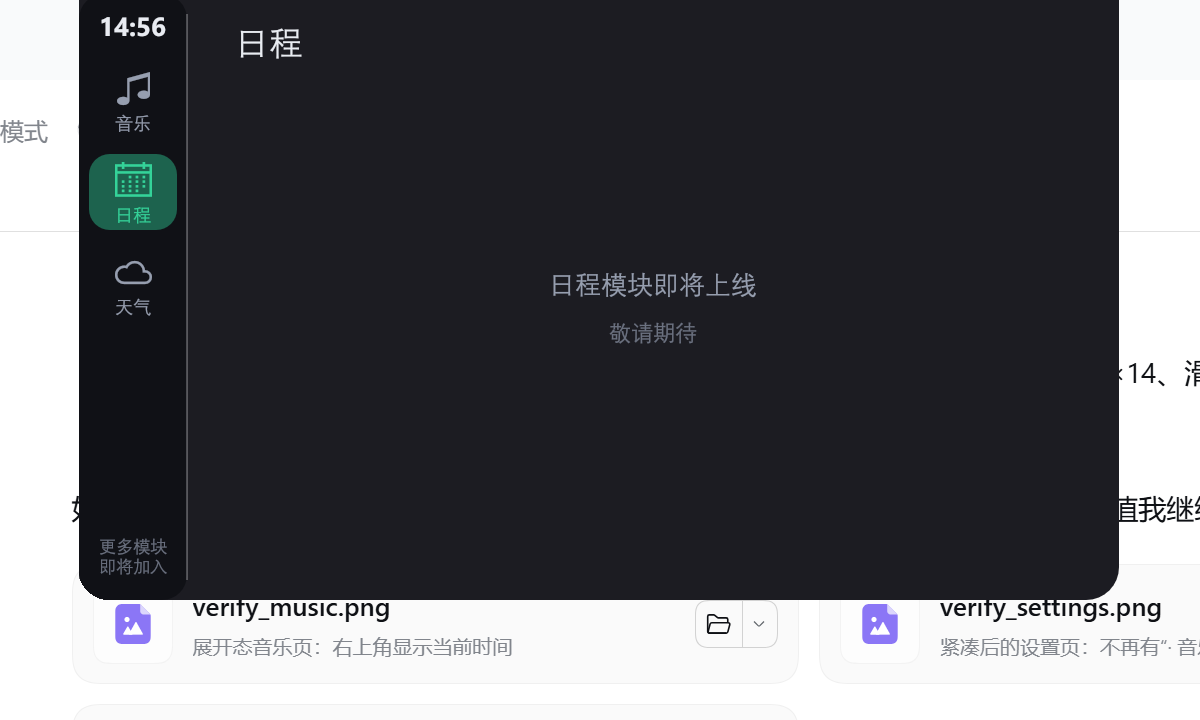 14:56
日程
音乐
模式
日程
天气
日程模块即将上线
敬请期待
×14、
值我继
更多模块
即将加入
verify_music.png
verify_settings.png
展开态音乐页：右上角显示当前时间
紧凑后的设置页：不再有“· 音